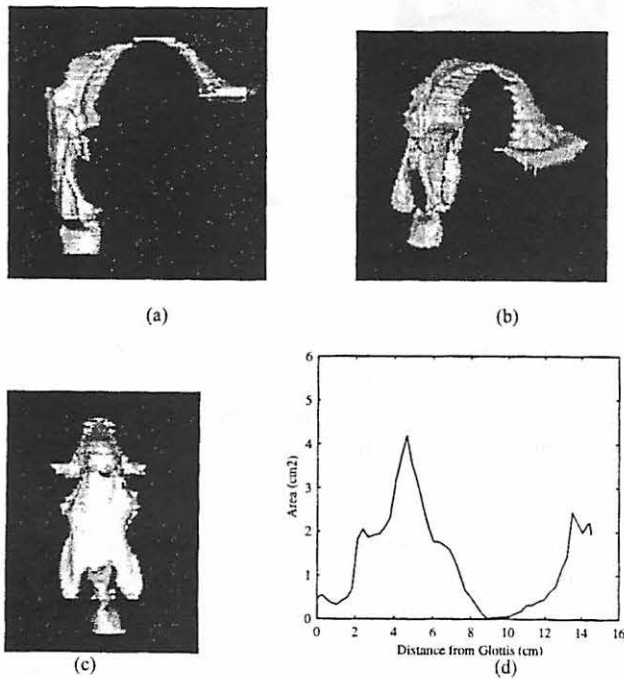 (a)
(b)
(c)
6
5
4
3
2
1
0
Area (cm2)
0 2 4 6 8 10 12 14 16
Distance from Glottis (cm)
(d)